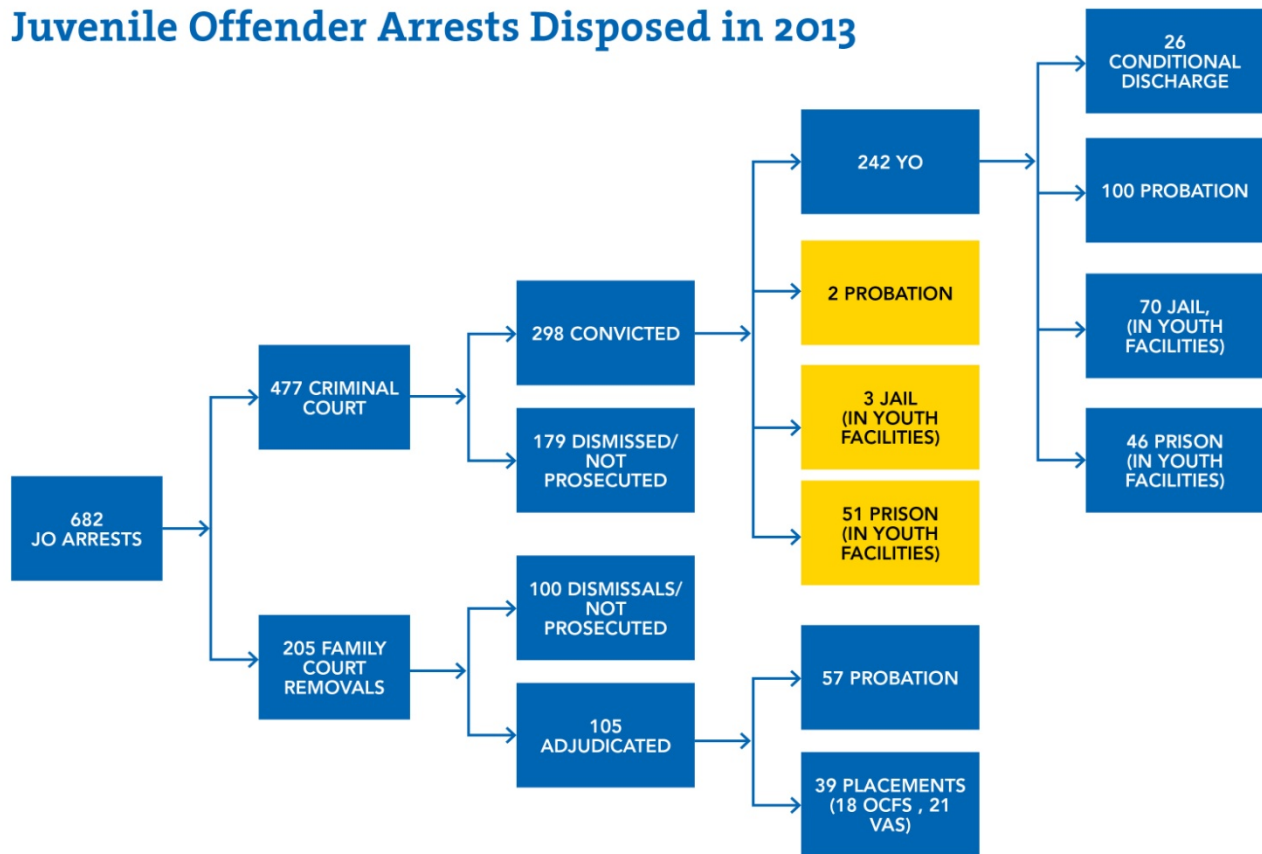 Juvenile Offender Arrests Disposed in 2013
682
JO ARRESTS
477 CRIMINAL
COURT
205 FAMILY
COURT
REMOVALS
298 CONVICTED
179 DISMISSED/
NOT
PROSECUTED
100 DISMISSALS/
NOT
PROSECUTED
105
ADJUDICATED
242 YO
2 PROBATION
3 JAIL
(IN YOUTH
FACILITIES)
51 PRISON
(IN YOUTH
FACILITIES)
57 PROBATION
39 PLACEMENTS
(18 OCFS , 21
VAS)
26
CONDITIONAL
DISCHARGE
100 PROBATION
70 JAIL,
(IN YOUTH
FACILITIES)
46 PRISON
(IN YOUTH
FACILITIES)